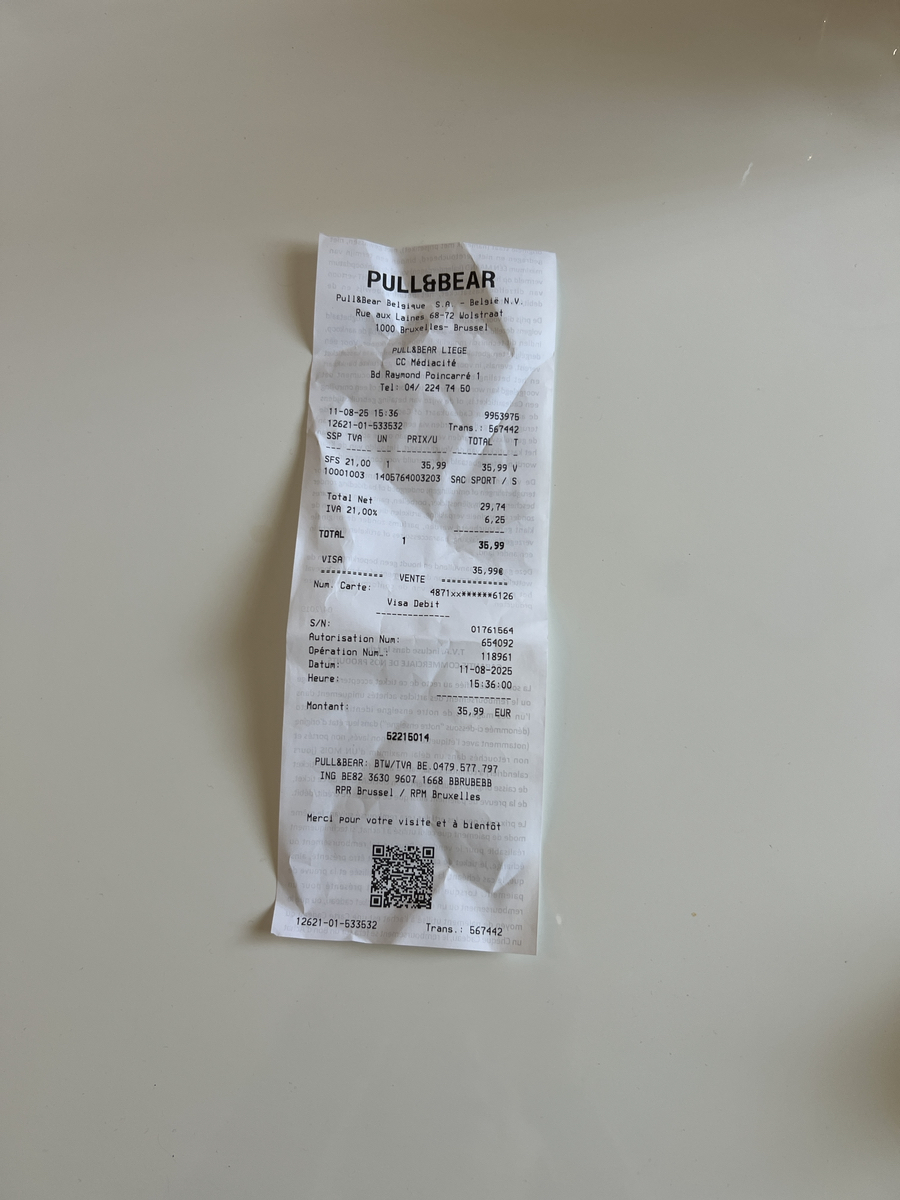 PULL&BEAR
Pull&Bear Belgique S.A. - België N.V.
Rue aux Laines 68-72 Wolstraat
1000 Bruxelles- Brussel
PULL&BEAR LIEGE
CC Médiacité
Bd Raymond Poincarré 1
Tel: 04/ 224 74 50
11-08-25 15:36 9953975
12621-01-533532 Trans.: 567442
SSP TVA UN PRIX/U TOTAL T
--- ----- --- ---------- ----------- -
SFS 21,00 1 35,99 35,99 V
10001003 1405764003203 SAC SPORT / S
Total Net 29,74
IVA 21,00% 6,25
----------
TOTAL 1 35,99
VISA 35,99€
============ VENTE =============
Num. Carte: 4871xx******6126
Visa Debit
--------------
S/N: 01761564
Autorisation Num: 654092
Opération Num.: 118961
Datum: 11-08-2025
Heure: 15:36:00
--------------
Montant: 35,99 EUR
52215014
PULL&BEAR: BTW/TVA BE.0479.577.797
ING BE82 3630 9607 1668 BBRUBEBB
RPR Brussel / RPM Bruxelles
Merci pour votre visite et à bientôt
12621-01-533532 Trans.: 567442